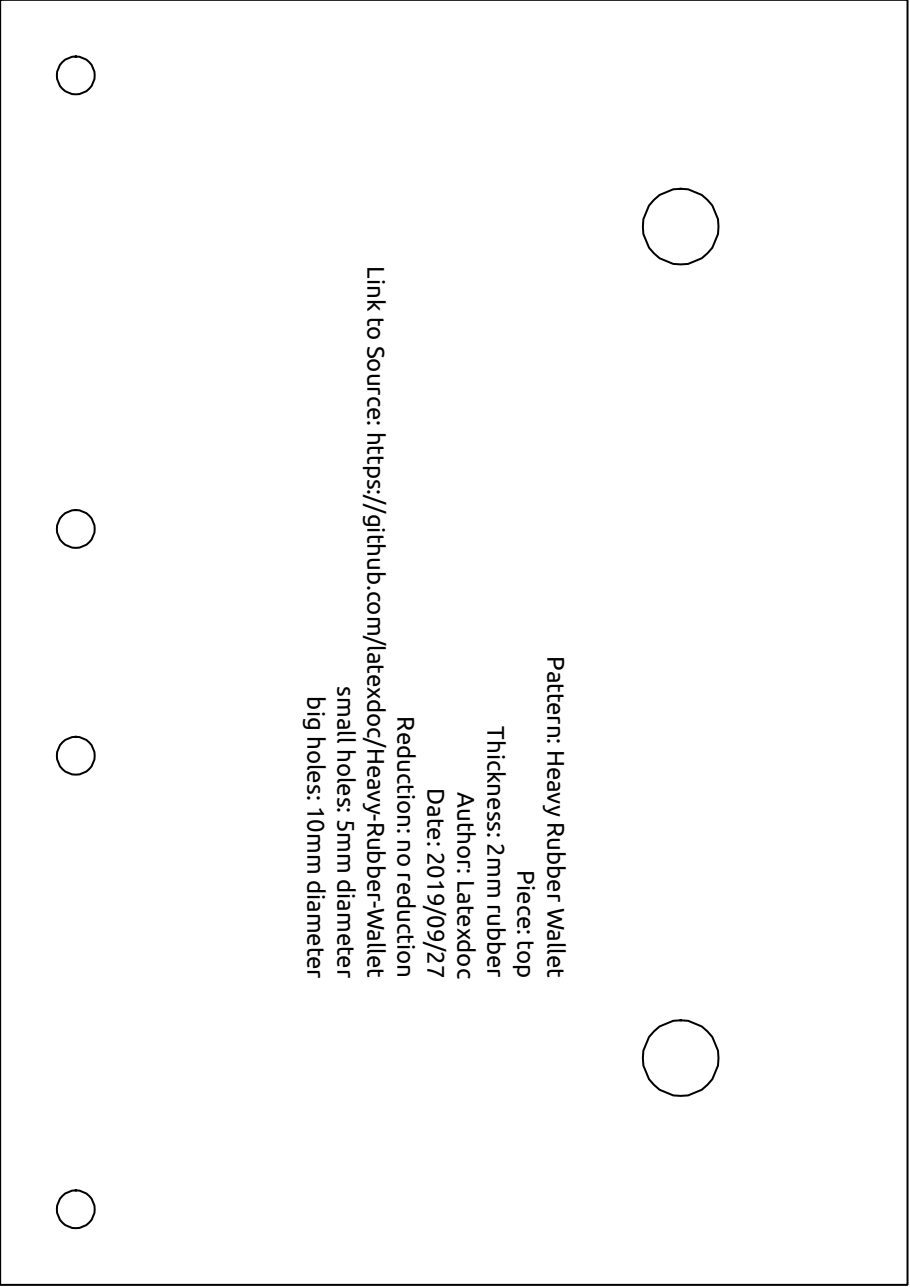 Pattern: Heavy Rubber Wallet
Piece: top
Thickness: 2mm rubber
Author: Latexdoc
Date: 2019/09/27
Reduction: no reduction
Link to Source: https://github.com/latexdoc/Heavy-Rubber-Wallet
small holes: 5mm diameter
big holes: 10mm diameter